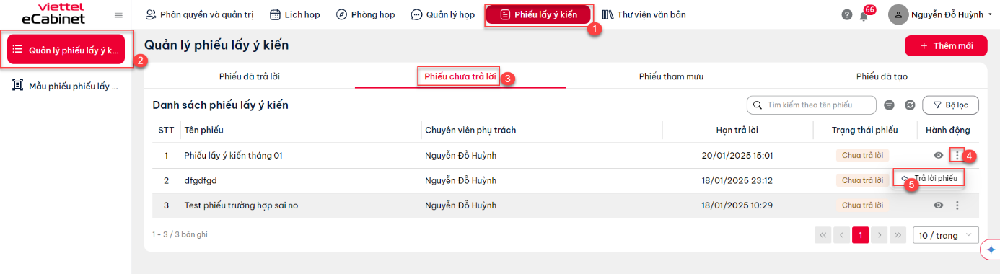 viettel
eCabinet
Phân quyền và quản trị
Lịch họp
Phòng họp
Quản lý họp
Phiếu lấy ý kiến
Thư viện văn bản
66
Nguyễn Đỗ Huỳnh
1
Quản lý phiếu lấy ý k...
2
Mẫu phiếu phiếu lấy ...
Quản lý phiếu lấy ý kiến
+ Thêm mới
Phiếu đã trả lời
Phiếu chưa trả lời
3
Phiếu tham mưu
Phiếu đã tạo
Danh sách phiếu lấy ý kiến
Tìm kiếm theo tên phiếu
Bộ lọc
STT Tên phiếu Chuyên viên phụ trách Hạn trả lời Trạng thái phiếu Hành động
1 Phiếu lấy ý kiến tháng 01 Nguyễn Đỗ Huỳnh 20/01/2025 15:01 Chưa trả lời
4
2 dfgdfgd Nguyễn Đỗ Huỳnh 18/01/2025 23:12 Chưa trả lời
Trả lời phiếu
5
3 Test phiếu trường hợp sai no Nguyễn Đỗ Huỳnh 18/01/2025 10:29 Chưa trả lời
1 - 3 / 3 bản ghi
1
10 / trang